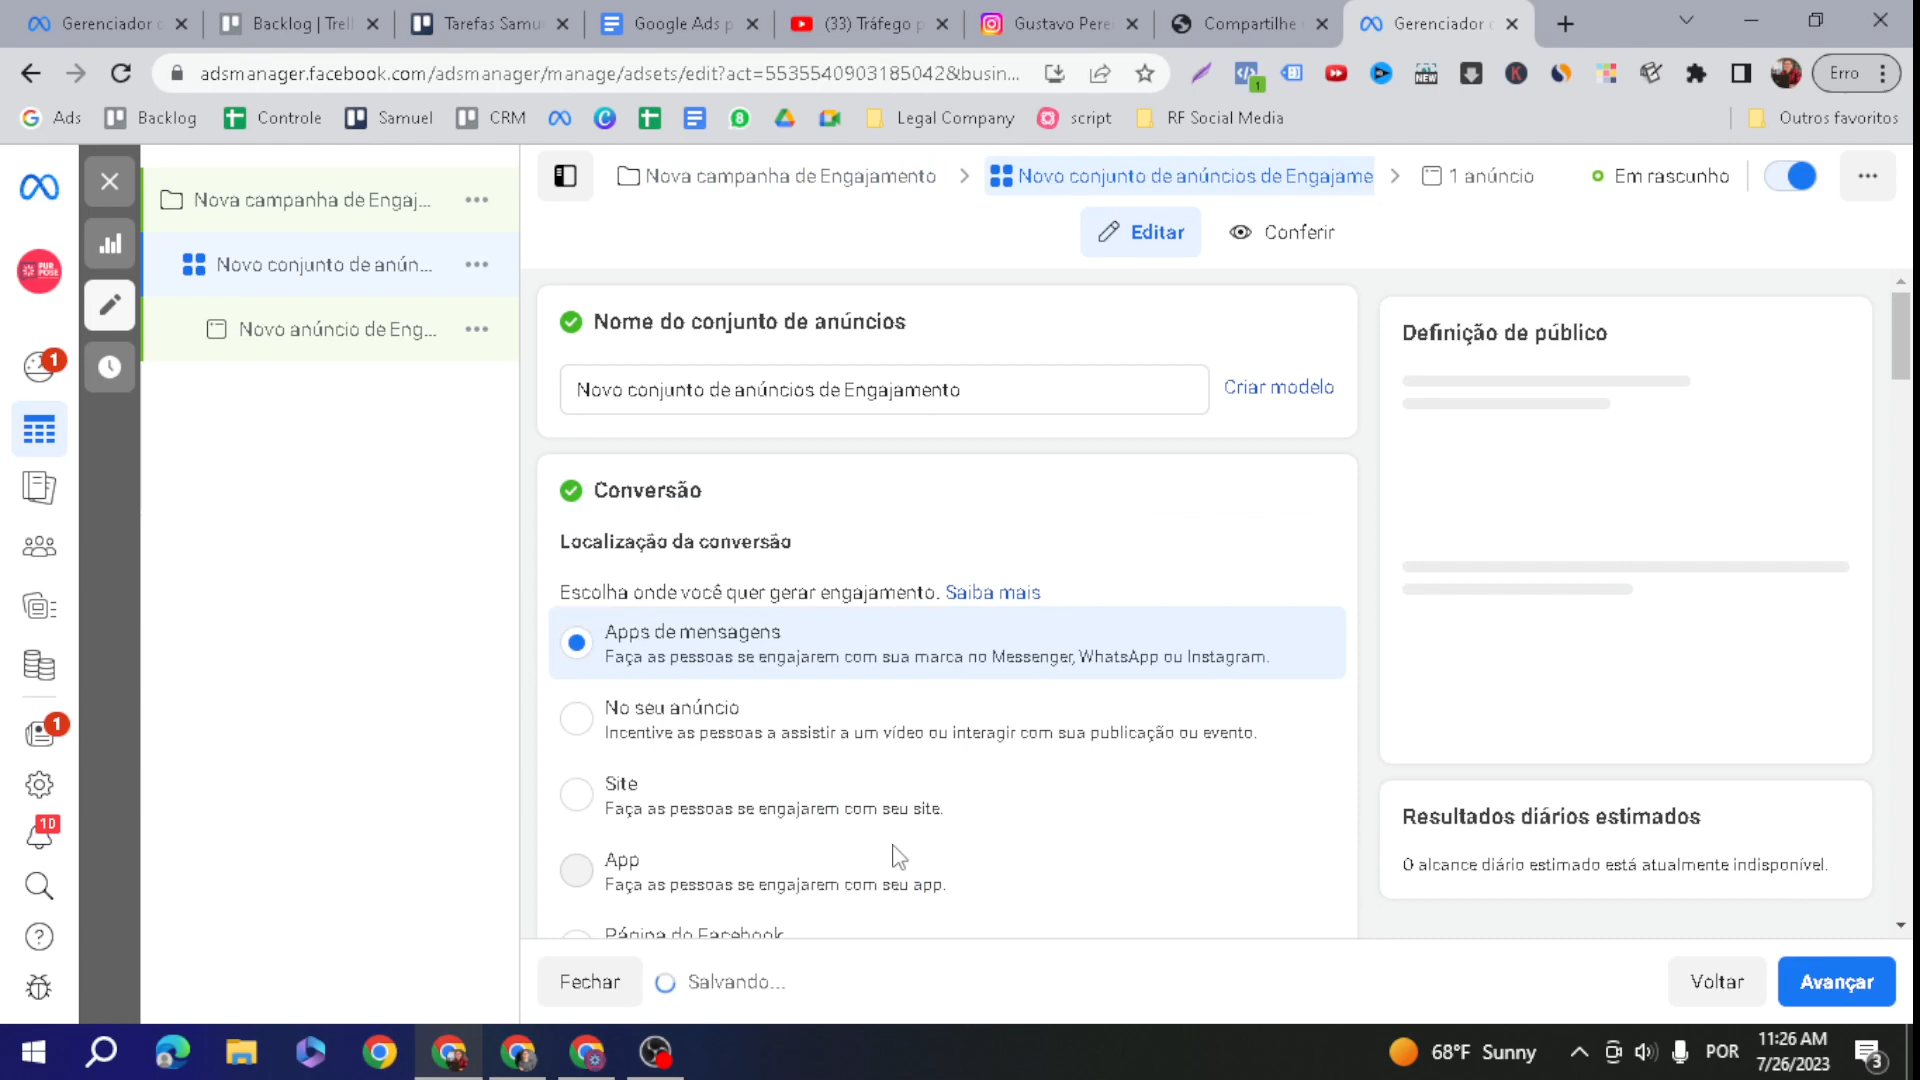 Gerenciador
Backlog | Trell
Tarefas Samu
Google Ads p
(33) Tráfego p
Gustavo Pere
Compartilhe
Gerenciador
adsmanager.facebook.com/adsmanager/manage/adsets/edit?act=5535540903185042&busin...
1
NEW
K
Erro
Ads
Backlog
Controle
Samuel
CRM
8
Legal Company
script
RF Social Media
Outros favoritos
Nova campanha de Engaj...
Novo conjunto de anún...
Novo anúncio de Eng...
Nova campanha de Engajamento
Novo conjunto de anúncios de Engajame
1 anúncio
Em rascunho
Editar
Conferir
PUR
POSE
1
1
10
Nome do conjunto de anúncios
Novo conjunto de anúncios de Engajamento
Criar modelo
Conversão
Localização da conversão
Escolha onde você quer gerar engajamento. Saiba mais
Apps de mensagens
Faça as pessoas se engajarem com sua marca no Messenger, WhatsApp ou Instagram.
No seu anúncio
Incentive as pessoas a assistir a um vídeo ou interagir com sua publicação ou evento.
Site
Faça as pessoas se engajarem com seu site.
App
Faça as pessoas se engajarem com seu app.
Página do Facebook
Definição de público
Resultados diários estimados
O alcance diário estimado está atualmente indisponível.
Fechar
Salvando...
Voltar
Avançar
68°F Sunny
POR
11:26 AM
7/26/2023
3